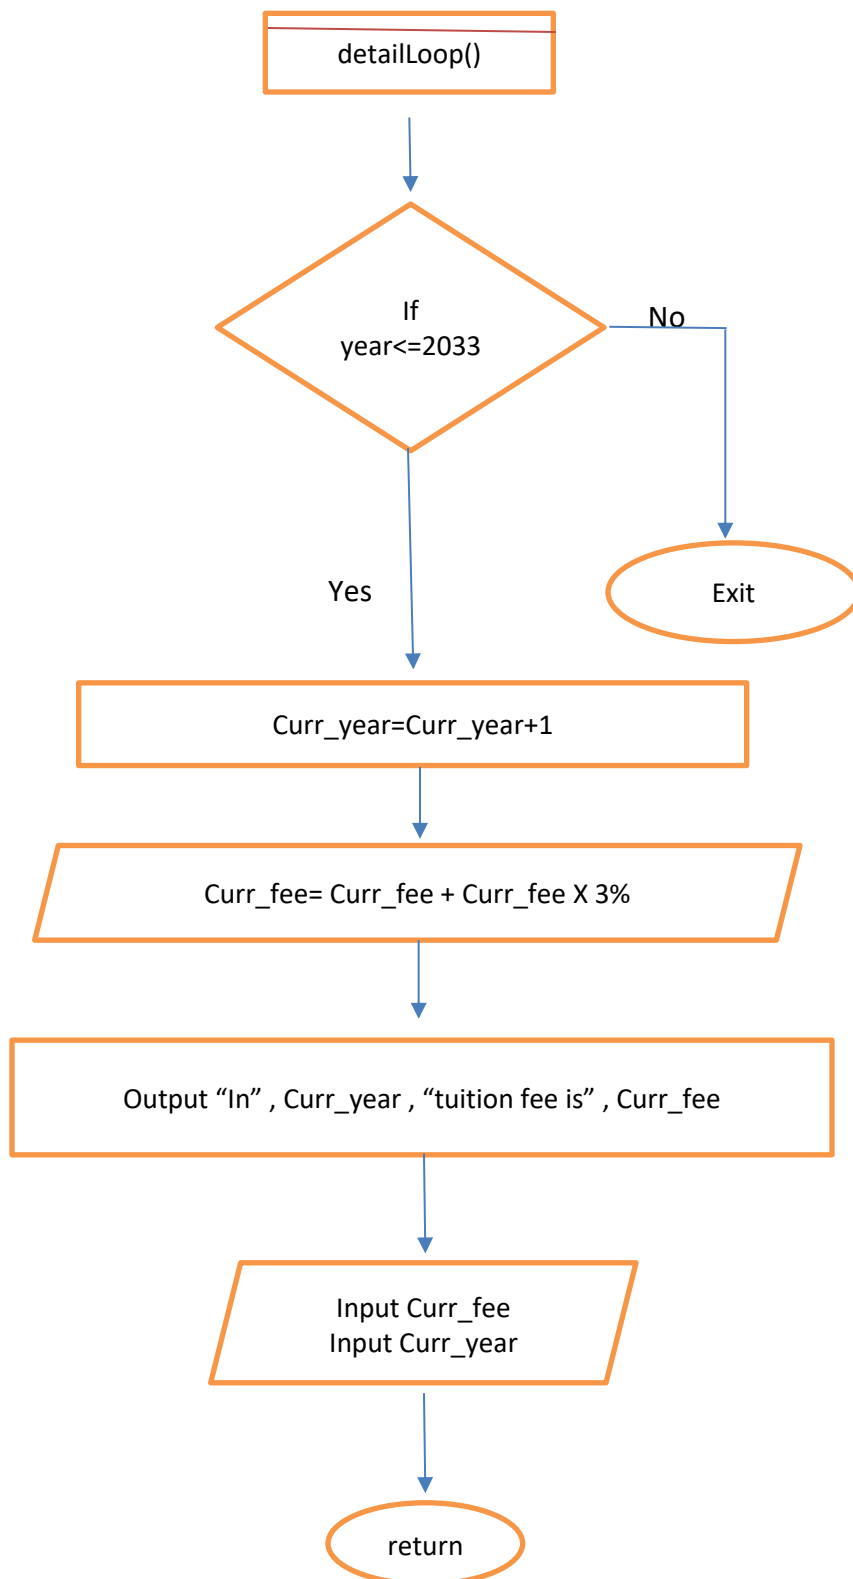 detailLoop()
If
year<=2033
No
Yes
Exit
Curr_year=Curr_year+1
Curr_fee= Curr_fee + Curr_fee X 3%
Output “In” , Curr_year , “tuition fee is” , Curr_fee
Input Curr_fee
Input Curr_year
return